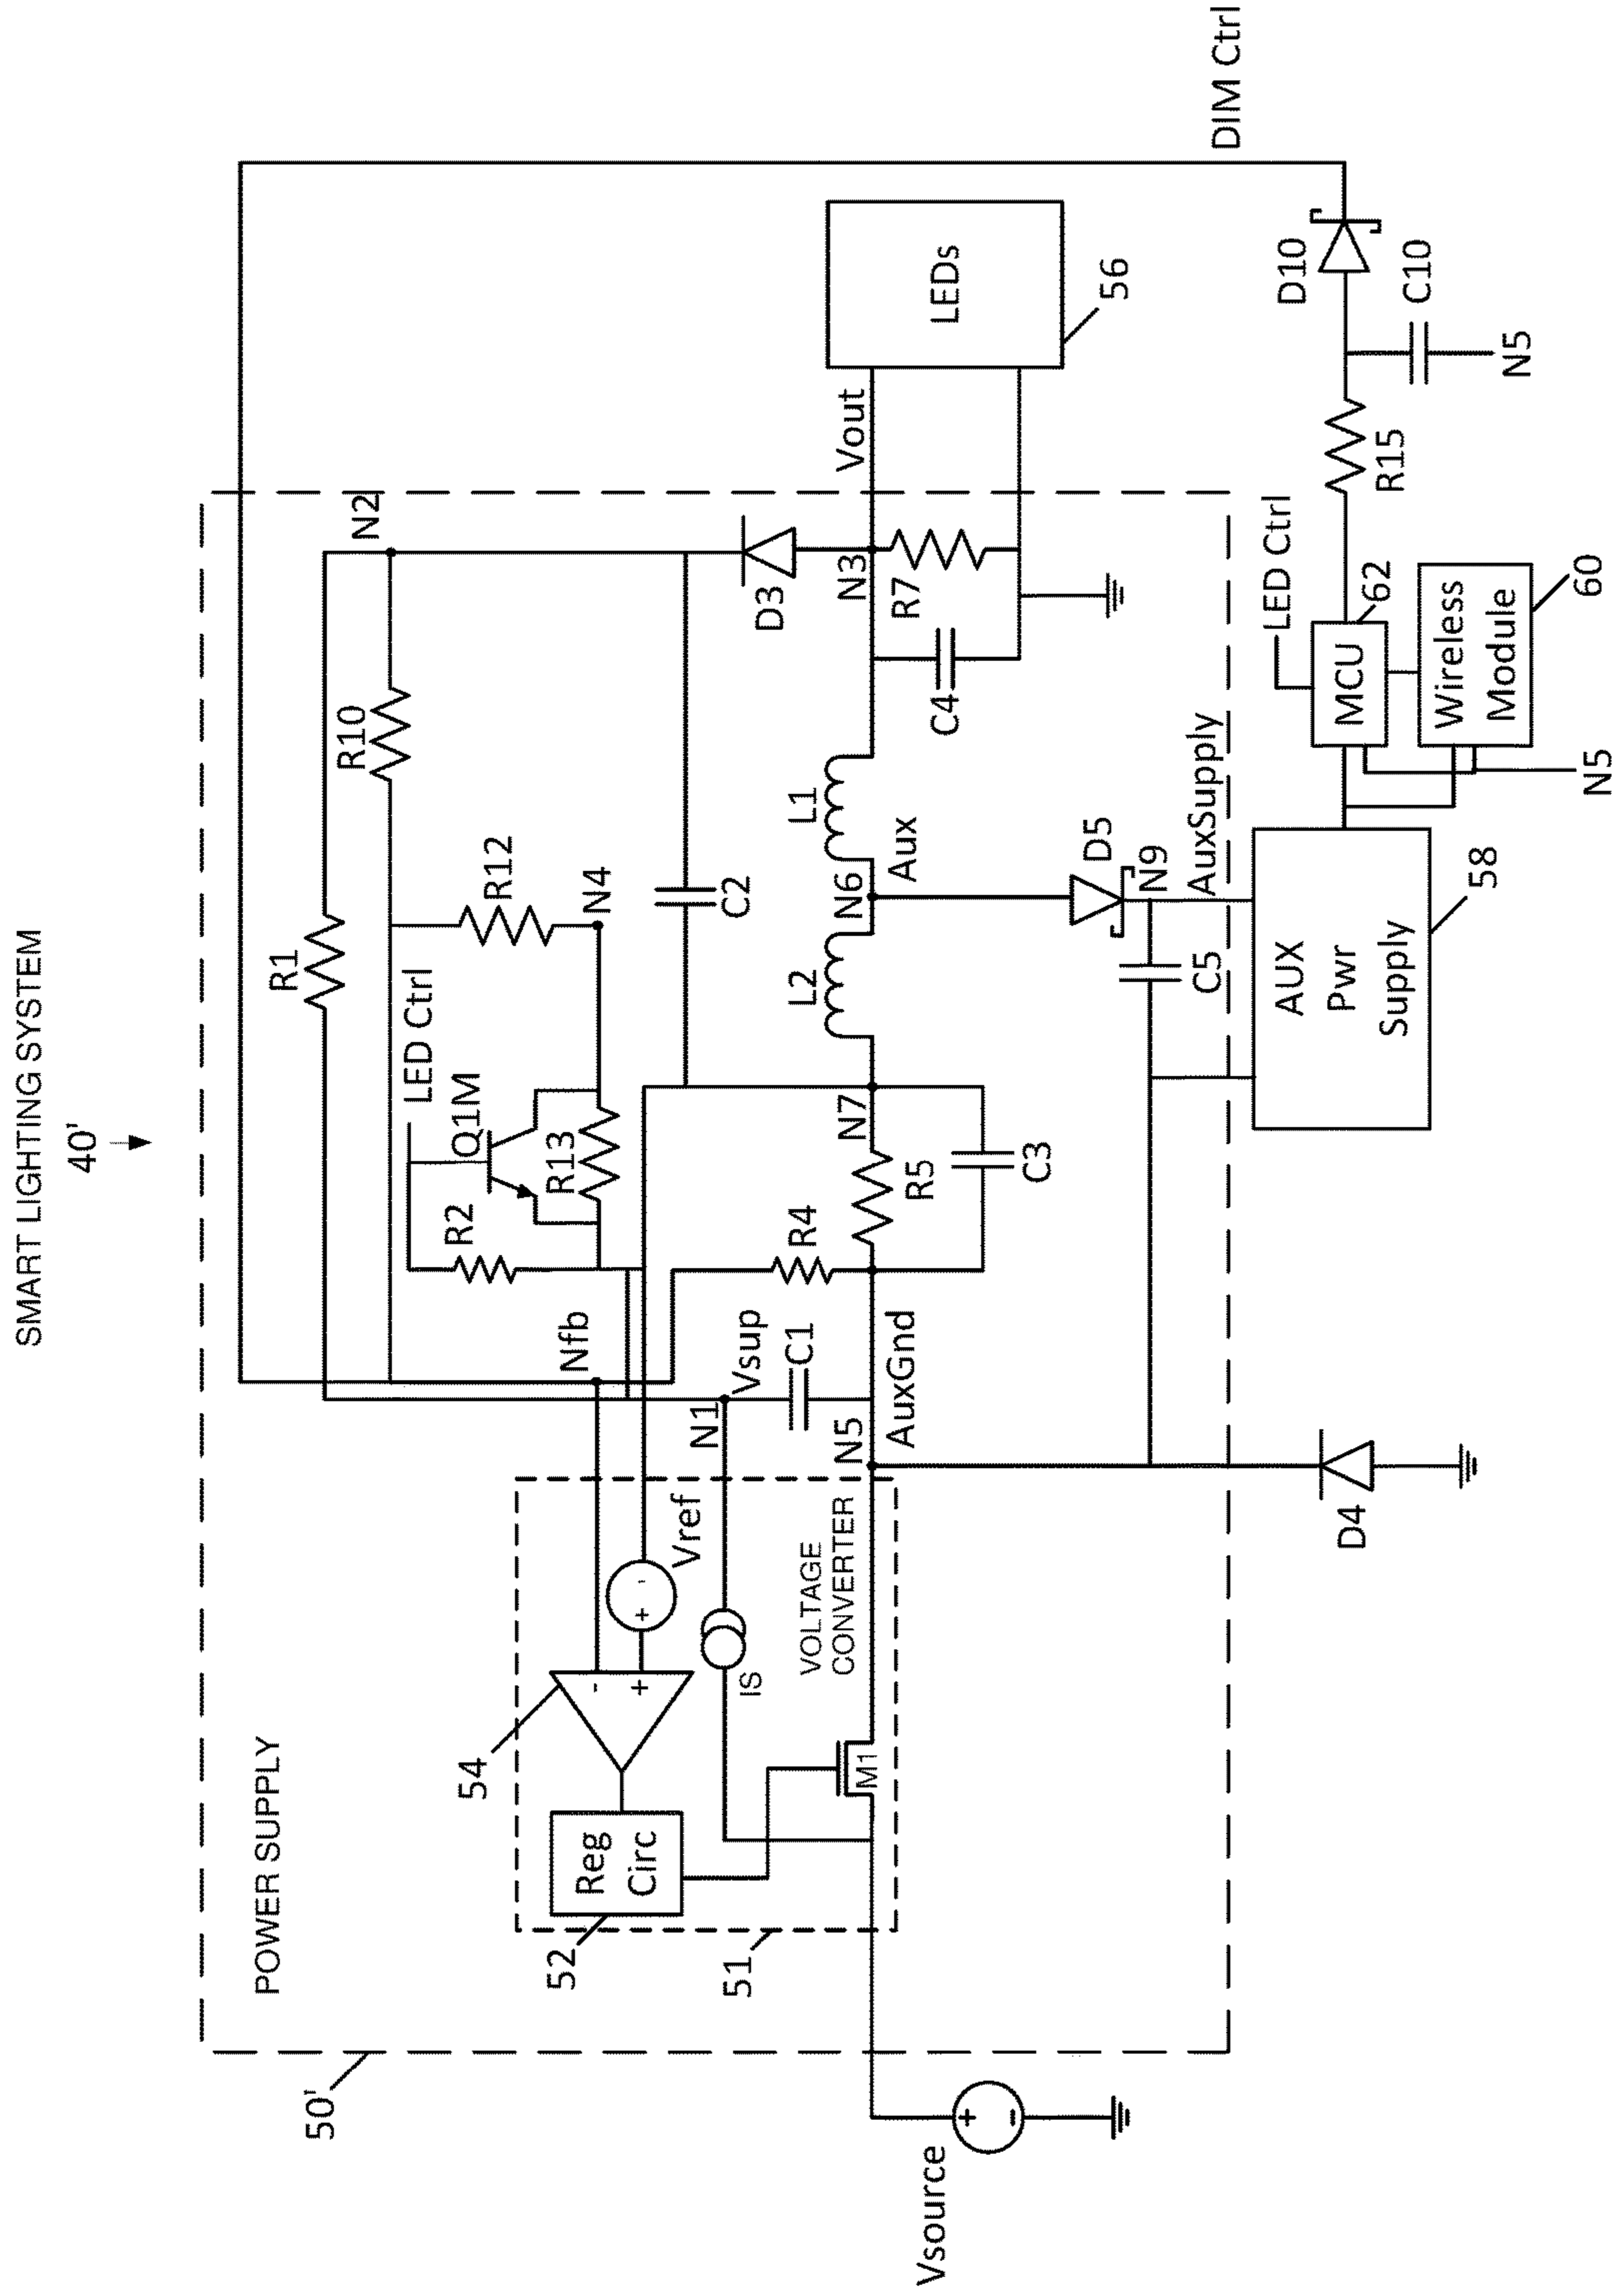 SMART LIGHTING SYSTEM
40'
POWER SUPPLY
50'
R1
N2
R10
R12
N4
LED Ctrl
Q1M
R2
R13
C2
D3
Nfb
R4
N1
Vsup
C1
54
-
+
Vref
+
-
IS
Reg
Circ
52
51
VOLTAGE
CONVERTER
M1
N5
AuxGnd
N7
R5
C3
L2
N6
Aux
L1
C4
N3
R7
Vout
LEDs
56
Vsource
+
-
D4
D5
N9
C5
AuxSupply
AUX
Pwr
Supply
58
LED Ctrl
MCU
62
Wireless
Module
60
N5
R15
D10
C10
N5
DIM Ctrl